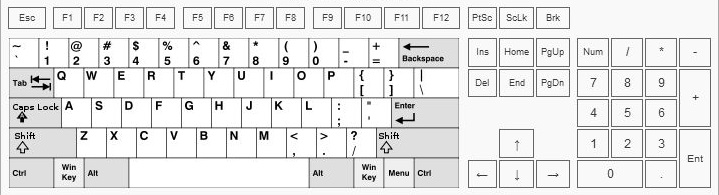 Esc F1 F2 F3 F4 F5 F6 F7 F8 F9 F10 F11 F12 PtSc ScLk Brk
~ ! @ # $ % ^ & * ( ) _ +
` 1 2 3 4 5 6 7 8 9 0 - = Backspace Ins Home PgUp Num / * -
Tab Q W E R T Y U I O P { } |
[ ] \ Del End PgDn 7 8 9 +
Caps Lock A S D F G H J K L : " Enter
; ' 4 5 6
Shift Z X C V B N M < > ? Shift
, . / ↑ 1 2 3 Ent
Ctrl Win Key Alt Alt Win Key Menu Ctrl ← ↓ → 0 .